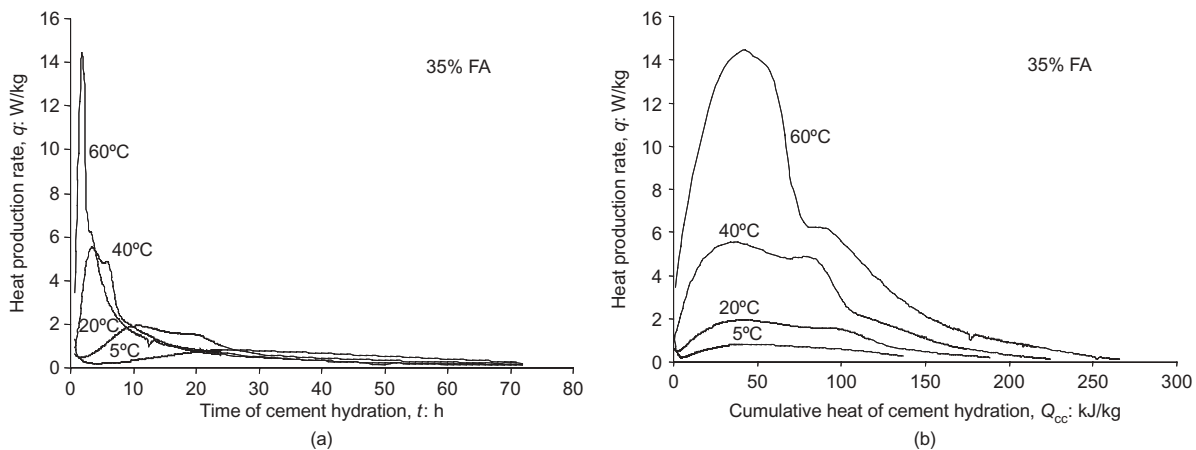 16
14
12
10
8
6
4
2
0
Heat production rate, q: W/kg
35% FA
60ºC
40ºC
20ºC
5ºC
0 10 20 30 40 50 60 70 80
Time of cement hydration, t: h
(a)
16
14
12
10
8
6
4
2
0
Heat production rate, q: W/kg
35% FA
60ºC
40ºC
20ºC
5ºC
0 50 100 150 200 250 300
Cumulative heat of cement hydration, Qcc: kJ/kg
(b)